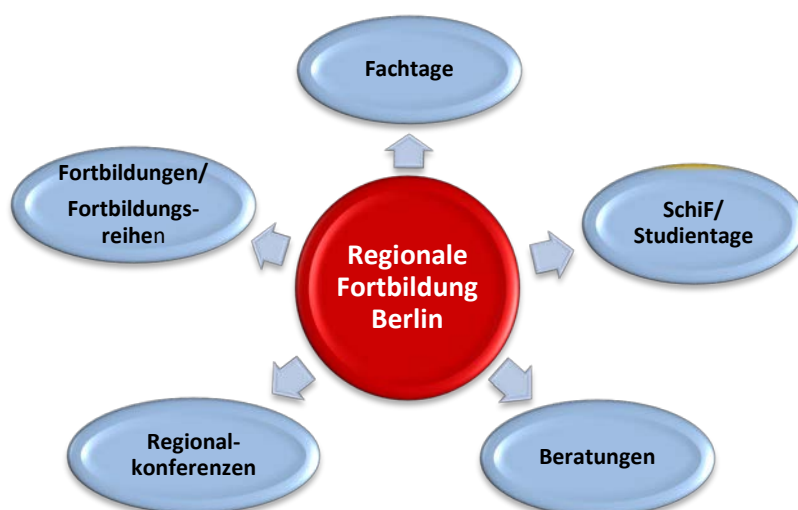 Fachtage
Fortbildungen/
Fortbildungs-
reihen
SchiF/
Studientage
Regionale
Fortbildung
Berlin
Regional-
konferenzen
Beratungen